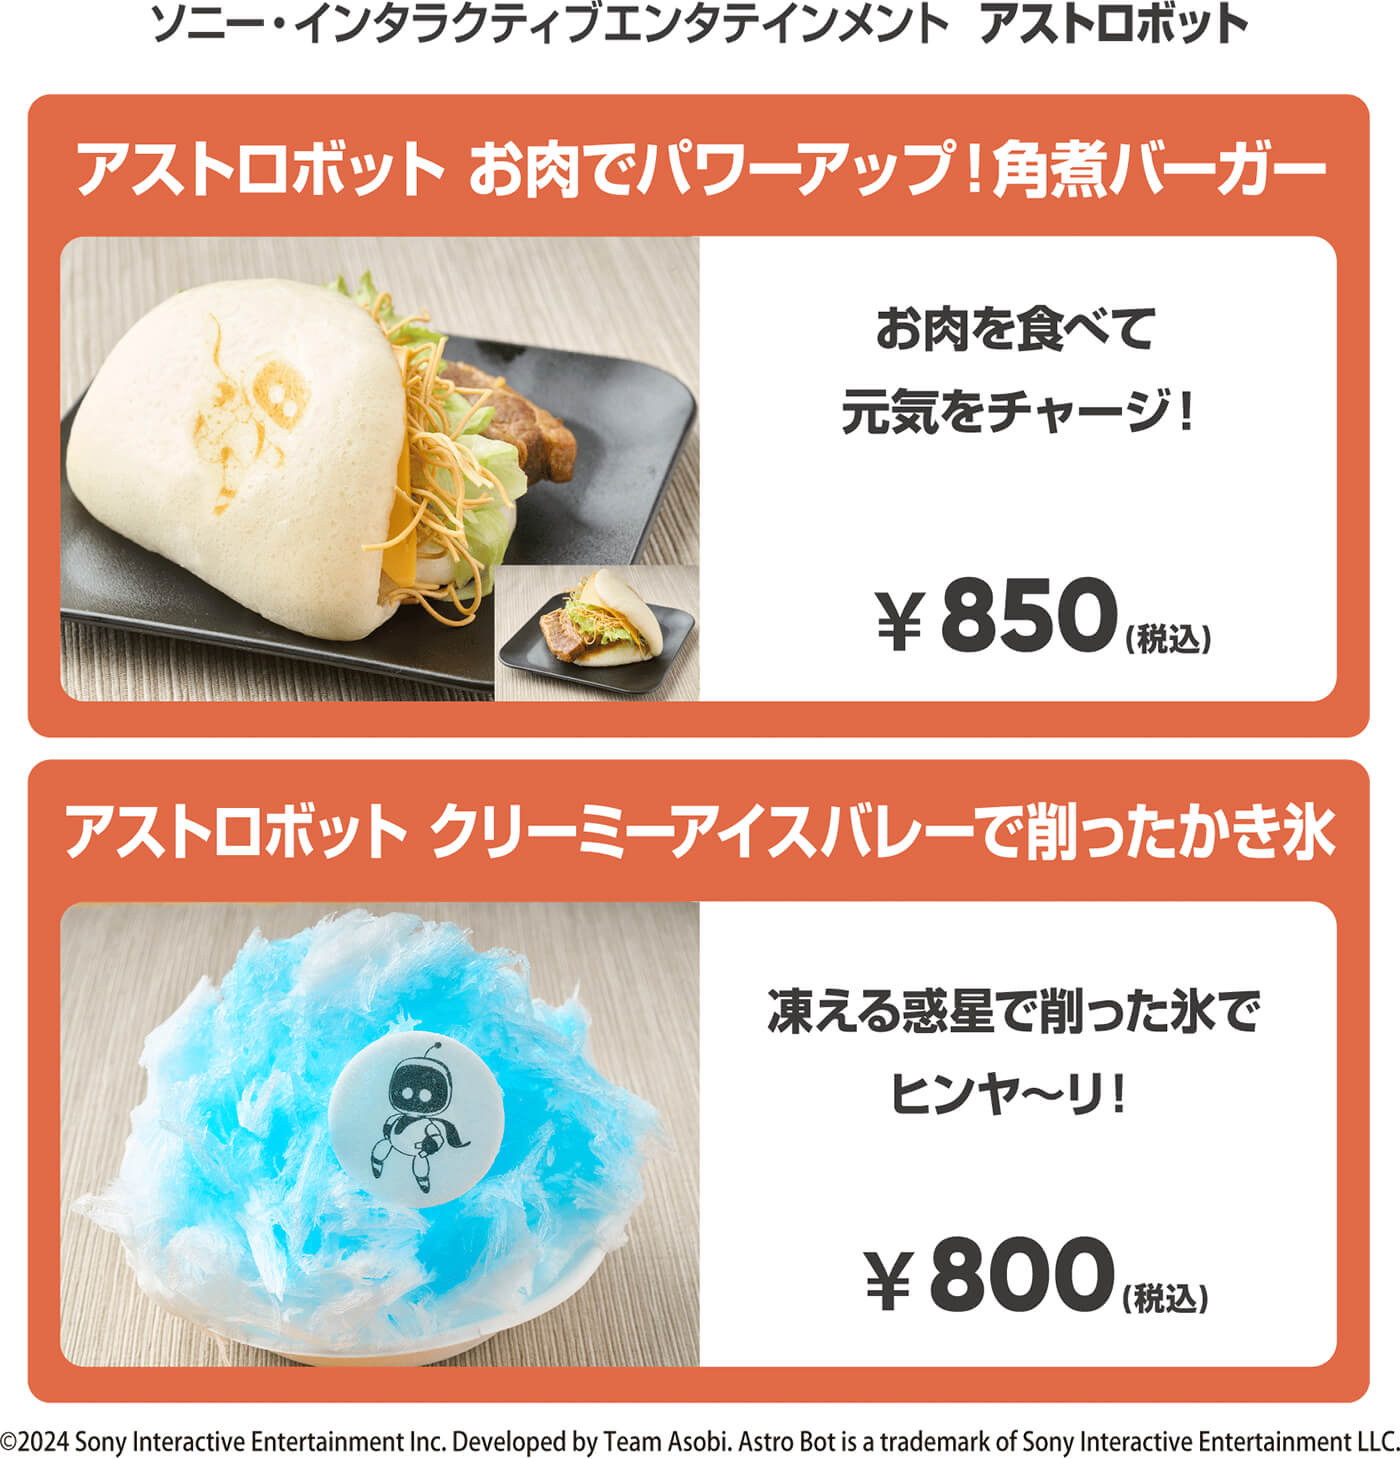 ソニー・インタラクティブエンタテインメント アストロボット
アストロボット お肉でパワーアップ！角煮バーガー
お肉を食べて
元気をチャージ！
￥850(税込)
アストロボット クリーミーアイスバレーで削ったかき氷
凍える惑星で削った氷で
ヒンヤ～リ！
￥800(税込)
©2024 Sony Interactive Entertainment Inc. Developed by Team Asobi. Astro Bot is a trademark of Sony Interactive Entertainment LLC.